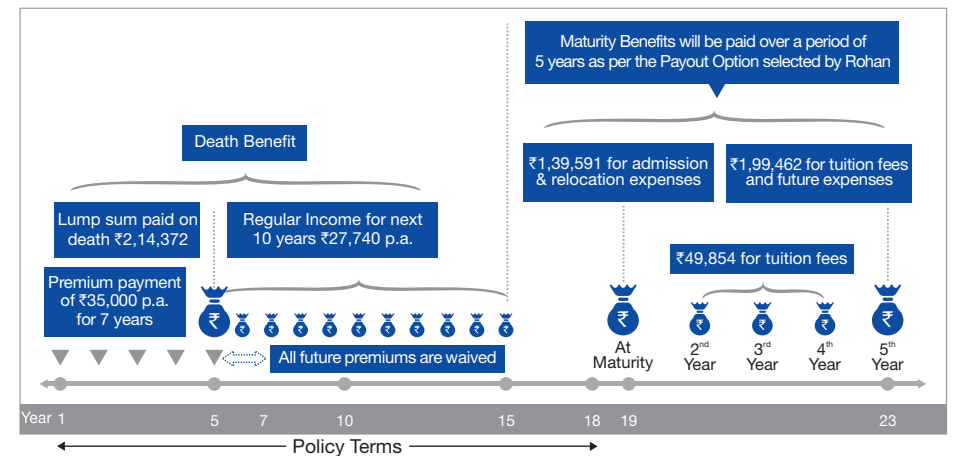 Maturity Benefits will be paid over a period of
5 years as per the Payout Option selected by Rohan
Death Benefit
₹1,39,591 for admission
& relocation expenses
₹1,99,462 for tuition fees
and future expenses
Lump sum paid on
death ₹2,14,372
Regular Income for next
10 years ₹27,740 p.a.
₹49,854 for tuition fees
Premium payment
of ₹35,000 p.a.
for 7 years
₹ ₹ ₹ ₹ ₹ ₹ ₹ ₹ ₹ ₹ ₹
₹ ₹ ₹ ₹ ₹
All future premiums are waived
At
Maturity
2nd
Year
3rd
Year
4th
Year
5th
Year
Year 1 5 7 10 15 18 19 23
Policy Terms